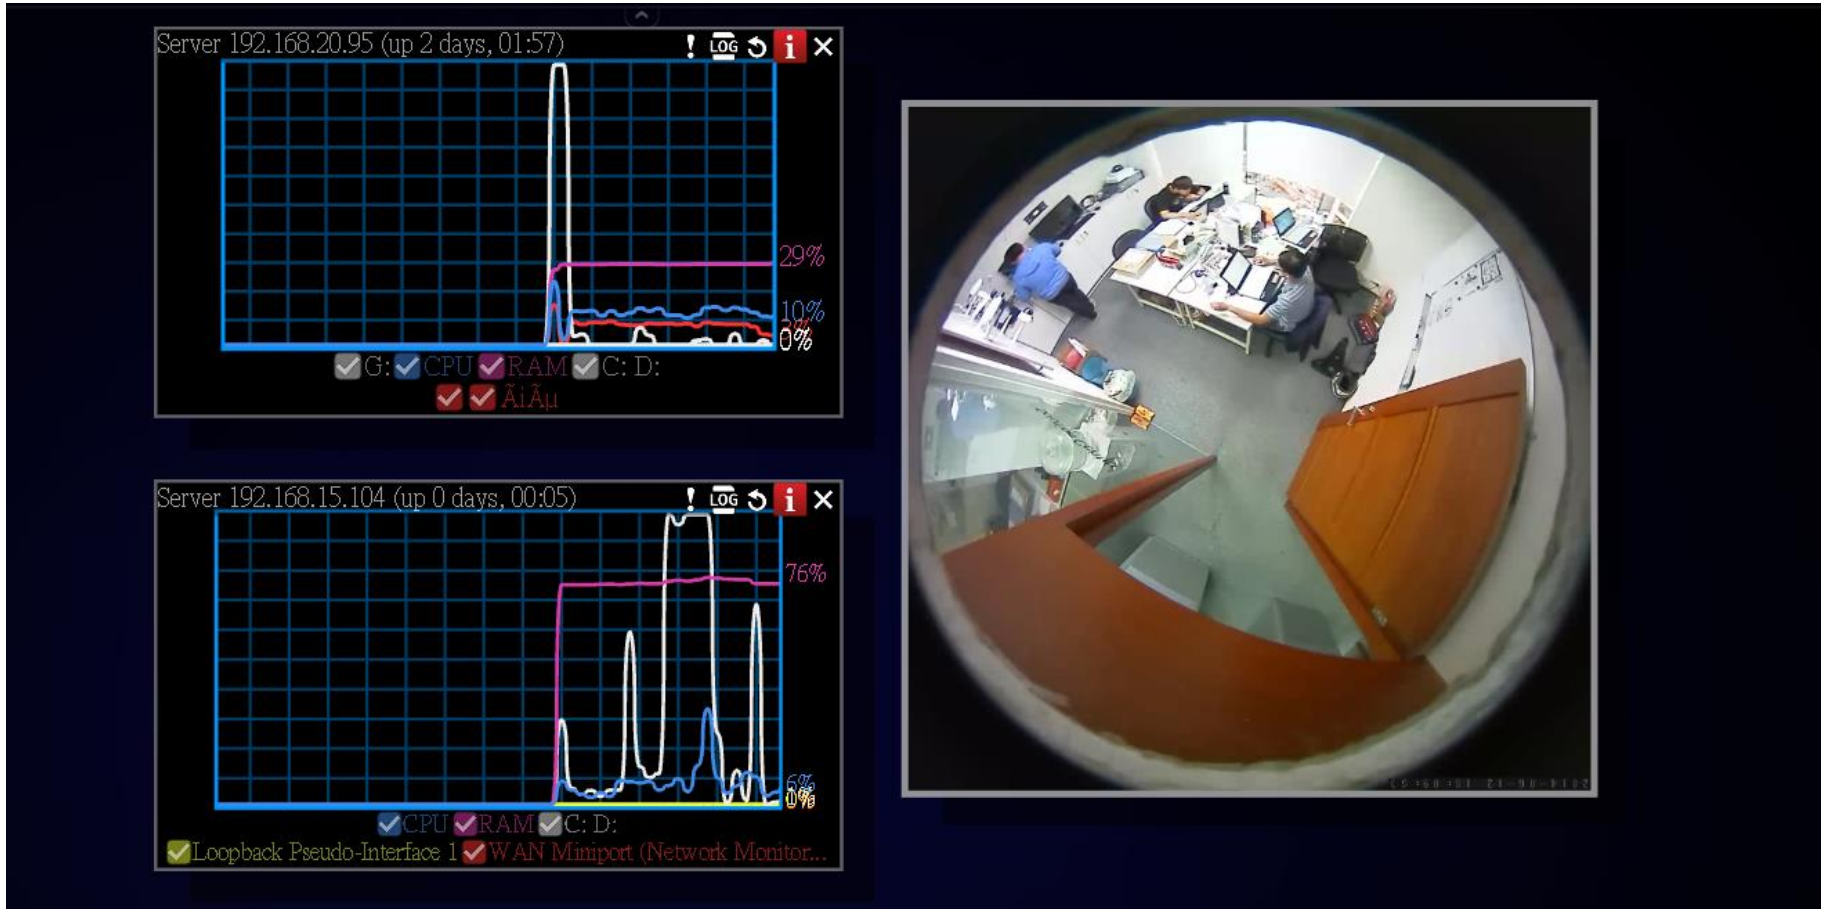 Server 192.168.20.95 (up 2 days, 01:57)
! LOG i
29%
10%
0%
G: CPU RAM C: D:
ÃiÃµ
Server 192.168.15.104 (up 0 days, 00:05)
! LOG i
76%
6%
CPU RAM C: D:
Loopback Pseudo-Interface 1 WAN Miniport (Network Monitor...